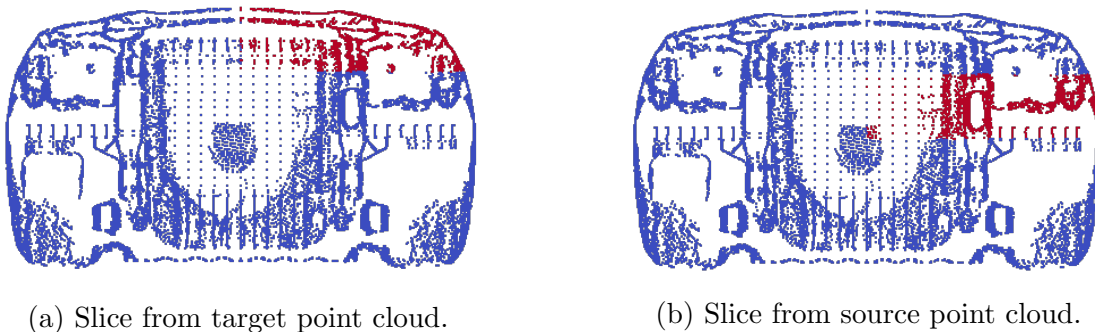 (a) Slice from target point cloud.
(b) Slice from source point cloud.